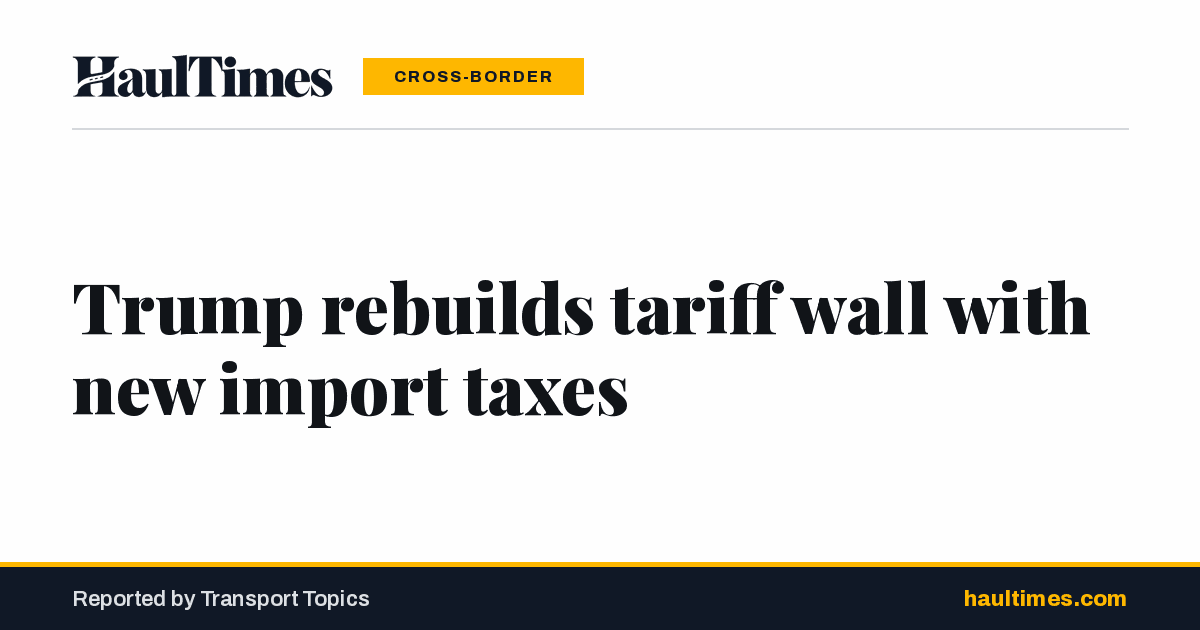 HaulTimes
CROSS-BORDER
Trump rebuilds tariff wall with
new import taxes
Reported by Transport Topics
haultimes.com